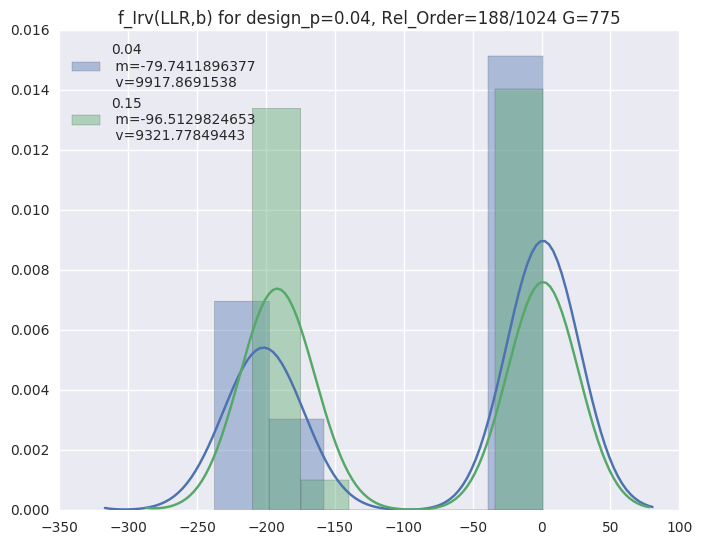 f_Irv(LLR,b) for design_p=0.04, Rel_Order=188/1024 G=775
0.016
0.014
0.012
0.010
0.008
0.006
0.004
0.002
0.000
0.04
m=-79.7411896377
v=9917.8691538
0.15
m=-96.5129824653
v=9321.77849443
−350 −300 −250 −200 −150 −100 −50 0 50 100